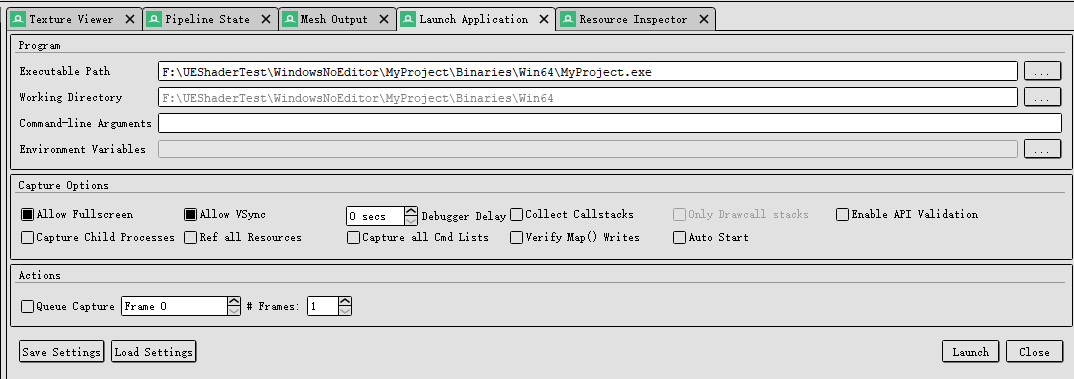 Texture Viewer Pipeline State Mesh Output Launch Application Resource Inspector
Program
Executable Path F:\UEShaderTest\WindowsNoEditor\MyProject\Binaries\Win64\MyProject.exe ...
Working Directory F:\UEShaderTest\WindowsNoEditor\MyProject\Binaries\Win64 ...
Command-line Arguments
Environment Variables ...
Capture Options
Allow Fullscreen Allow VSync 0 secs Debugger Delay Collect Callstacks Only Drawcall stacks Enable API Validation
Capture Child Processes Ref all Resources Capture all Cmd Lists Verify Map() Writes Auto Start
Actions
Queue Capture Frame 0 # Frames: 1
Save Settings Load Settings Launch Close